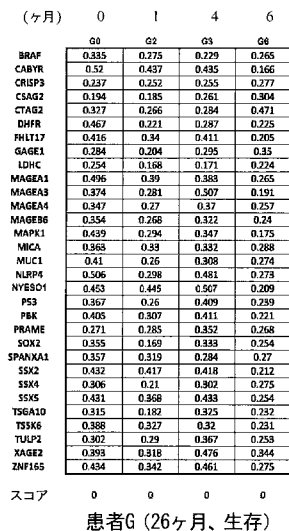 (ヶ月) 0 1 4 6
G0 G2 G3 G6
BRAF 0.335 0.275 0.229 0.265
CABYR 0.52 0.437 0.435 0.166
CRISP3 0.237 0.252 0.255 0.277
CSAG2 0.194 0.185 0.261 0.304
CTAG2 0.327 0.266 0.284 0.471
DHFR 0.467 0.221 0.287 0.225
FHLT17 0.416 0.34 0.411 0.205
GAGE1 0.284 0.204 0.295 0.35
LDHC 0.254 0.168 0.171 0.224
MAGEA1 0.496 0.39 0.383 0.265
MAGEA3 0.374 0.281 0.507 0.191
MAGEA4 0.347 0.27 0.37 0.257
MAGEB6 0.354 0.268 0.322 0.24
MAPK1 0.439 0.294 0.347 0.175
MICA 0.363 0.33 0.332 0.288
MUC1 0.41 0.26 0.308 0.274
NLRP4 0.506 0.298 0.481 0.273
NYESO1 0.453 0.445 0.507 0.209
P53 0.367 0.26 0.409 0.239
PBK 0.405 0.307 0.411 0.221
PRAME 0.271 0.285 0.352 0.268
SOX2 0.355 0.169 0.333 0.254
SPANXA1 0.357 0.319 0.284 0.27
SSX2 0.432 0.417 0.418 0.212
SSX4 0.306 0.21 0.302 0.275
SSX5 0.431 0.368 0.433 0.254
TSGA10 0.315 0.182 0.325 0.232
TSSK6 0.388 0.327 0.32 0.231
TULP2 0.302 0.29 0.367 0.253
XAGE2 0.393 0.318 0.476 0.344
ZNF165 0.434 0.342 0.461 0.275
スコア 0 0 0 0
患者G (26ヶ月、生存)